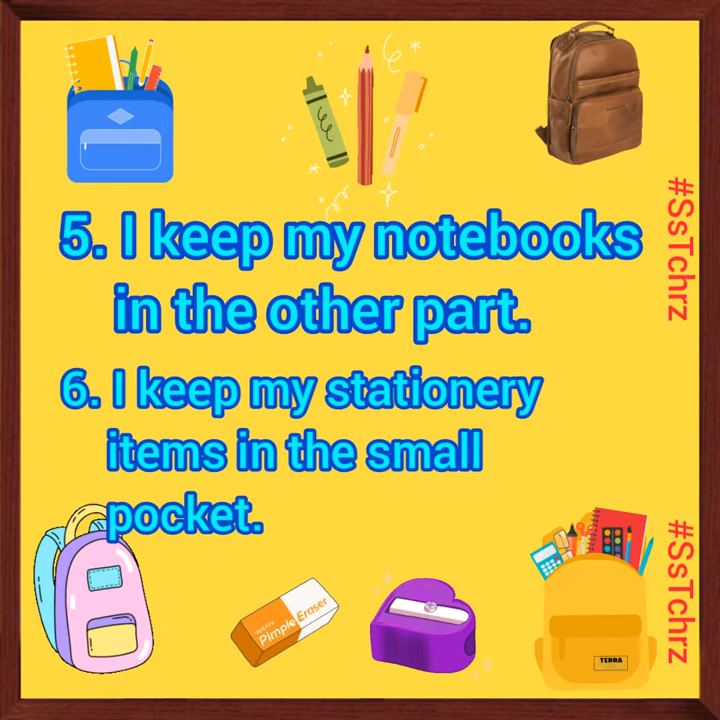 5. I keep my notebooks
in the other part.
6. I keep my stationery
items in the small
pocket.
#SsTchrz
#SsTchrz
Pimple Eraser
TERRA